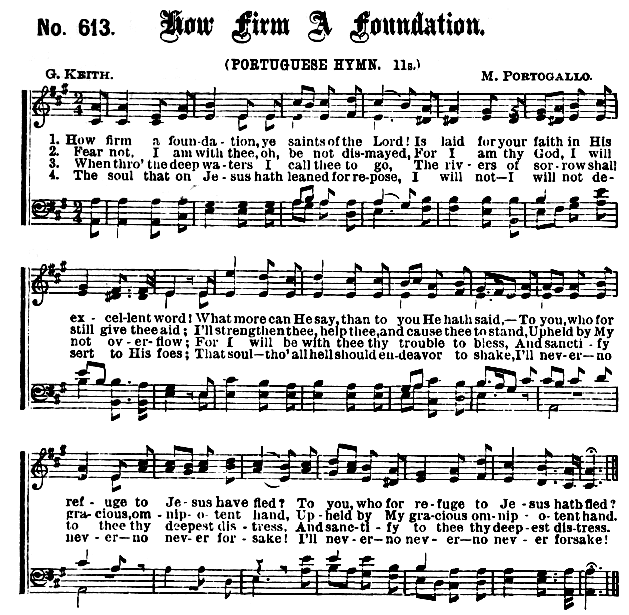 No. 613. How Firm A Foundation.
(PORTUGUESE HYMN. 11s.)
G. KEITH. M. PORTOGALLO.
1. How firm a foun-da-tion, ye saints of the Lord! Is laid for your faith in His
2. Fear not, I am with thee, oh, be not dis-mayed, For I am thy God, I will
3. When thro' the deep wa-ters I call thee to go, The riv-ers of sor-row shall
4. The soul that on Je-sus hath leaned for re-pose, I will not—I will not de-
ex-cel-lent word! What more can He say, than to you He hath said,—To you, who for
still give thee aid; I'll strengthen thee, help thee, and cause thee to stand, Upheld by My
not ov-er-flow; For I will be with thee thy trouble to bless, And sancti-fy
sert to His foes; That soul—tho' all hell should en-deavor to shake, I'll nev-er—no
ref-uge to Je-sus have fled? To you, who for re-fuge to Je-sus hath fled?
gra-cious, om-nip-o-tent hand, Up-held by My gracious om-nip-o-tent hand.
to thee thy deepest dis-tress. And sanc-ti-fy to thee thy deep-est dis-tress.
nev-er—no nev-er for-sake! I'll nev-er—no nev-er—no nev-er forsake!